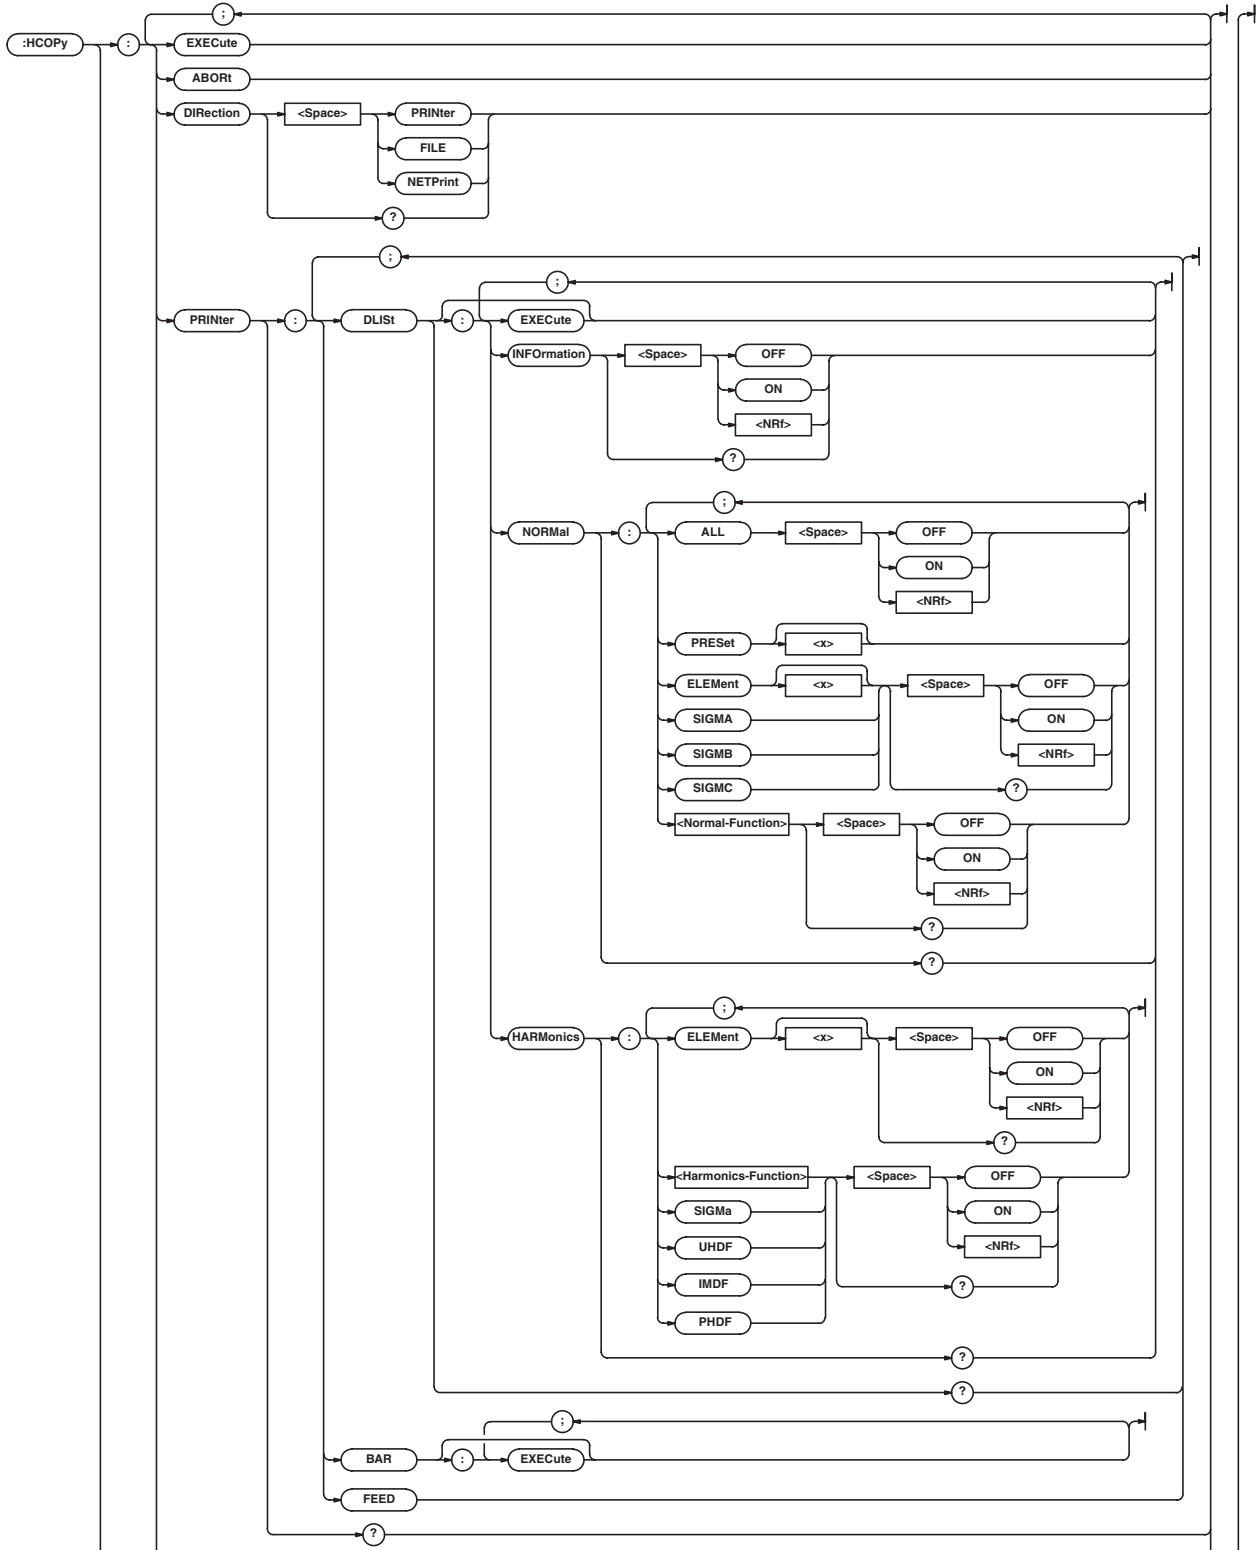 ;
:HCOPy : EXECute
ABORt
DIRection <Space> PRINter
FILE
NETPrint
?
;
;
PRINter : DLISt : EXECute
INFOrmation <Space> OFF
ON
<NRf>
?
;
NORMal : ALL <Space> OFF
ON
<NRf>
PRESet <x>
ELEMent <x> <Space> OFF
SIGMA ON
SIGMB <NRf>
SIGMC ?
<Normal-Function> <Space> OFF
ON
<NRf>
?
?
;
HARMonics : ELEMent <x> <Space> OFF
ON
<NRf>
?
<Harmonics-Function> <Space> OFF
SIGMa ON
UHDF <NRf>
IMDF ?
PHDF
?
?
;
BAR : EXECute
FEED
?